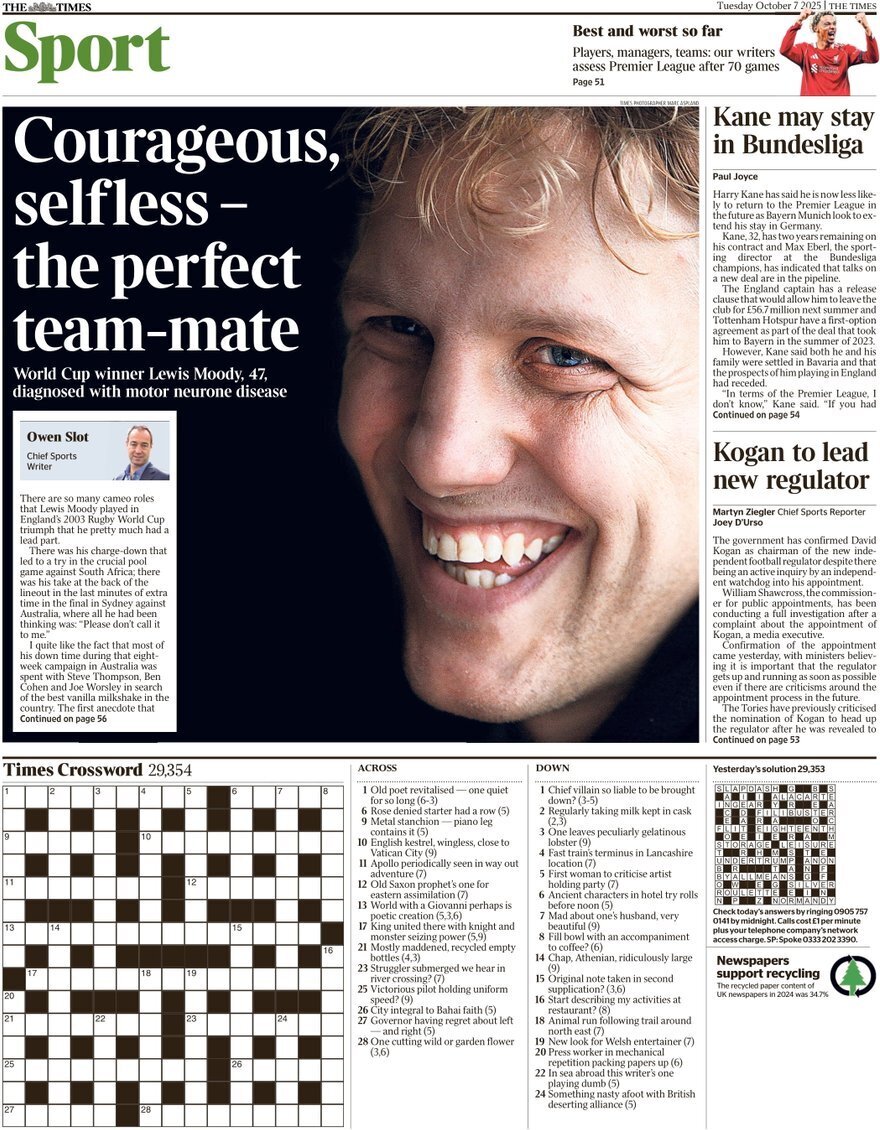 THE TIMES
Tuesday October 7 2025 | THE TIMES
Sport
Best and worst so far
Players, managers, teams: our writers
assess Premier League after 70 games
Page 51
TIMES PHOTOGRAPHER MARC ASPLAND
Courageous,
selfless –
the perfect
team-mate
World Cup winner Lewis Moody, 47,
diagnosed with motor neurone disease
Owen Slot
Chief Sports
Writer
There are so many cameo roles
that Lewis Moody played in
England's 2003 Rugby World Cup
triumph that he pretty much had a
lead part.
There was his charge-down that
led to a try in the crucial pool
game against South Africa; there
was his take at the back of the
lineout in the last minutes of extra
time in the final in Sydney against
Australia, where all he had been
thinking was: “Please don't call it
to me.”
I quite like the fact that most of
his down time during that eight-
week campaign in Australia was
spent with Steve Thompson, Ben
Cohen and Joe Worsley in search
of the best vanilla milkshake in the
country. The first anecdote that
Continued on page 56
Kane may stay
in Bundesliga
Paul Joyce
Harry Kane has said he is now less like-
ly to return to the Premier League in
the future as Bayern Munich look to ex-
tend his stay in Germany.
Kane, 32, has two years remaining on
his contract and Max Eberl, the sport-
ing director at the Bundesliga
champions, has indicated that talks on
a new deal are in the pipeline.
The England captain has a release
clause that would allow him to leave the
club for £56.7 million next summer and
Tottenham Hotspur have a first-option
agreement as part of the deal that took
him to Bayern in the summer of 2023.
However, Kane said both he and his
family were settled in Bavaria and that
the prospects of him playing in England
had receded.
“In terms of the Premier League, I
don't know,” Kane said. “If you had
Continued on page 54
Kogan to lead
new regulator
Martyn Ziegler Chief Sports Reporter
Joey D'Urso
The government has confirmed David
Kogan as chairman of the new inde-
pendent football regulator despite there
being an active inquiry by an independ-
ent watchdog into his appointment.
William Shawcross, the commission-
er for public appointments, has been
conducting a full investigation after a
complaint about the appointment of
Kogan, a media executive.
Confirmation of the appointment
came yesterday, with ministers believ-
ing it is important that the regulator
gets up and running as soon as possible
even if there are criticisms around the
appointment process in the future.
The Tories have previously criticised
the nomination of Kogan to head up
the regulator after he was revealed to
Continued on page 53
Times Crossword 29,354
1 2 3 4 5 6 7 8
9 10
11 12
13 14 15
16
17 18 19
20
21 22 23 24
25 26
27 28
ACROSS
1 Old poet revitalised — one quiet
for so long (6-3)
6 Rose denied starter had a row (5)
9 Metal stanchion — piano leg
contains it (5)
10 English kestrel, wingless, close to
Vatican City (9)
11 Apollo periodically seen in way out
adventure (7)
12 Old Saxon prophet's one for
eastern assimilation (7)
13 World with a Giovanni perhaps is
poetic creation (5,3,6)
17 King united there with knight and
monster seizing power (5,9)
21 Mostly maddened, recycled empty
bottles (4,3)
23 Struggler submerged we hear in
river crossing? (7)
25 Victorious pilot holding uniform
speed? (9)
26 City integral to Bahai faith (5)
27 Governor having regret about left
— and right (5)
28 One cutting wild or garden flower
(3,6)
DOWN
1 Chief villain so liable to be brought
down? (3-5)
2 Regularly taking milk kept in cask
(2,3)
3 One leaves peculiarly gelatinous
lobster (9)
4 Fast train's terminus in Lancashire
location (7)
5 First woman to criticise artist
holding party (7)
6 Ancient characters in hotel try rolls
before noon (5)
7 Mad about one's husband, very
beautiful (9)
8 Fill bowl with an accompaniment
to coffee? (6)
14 Chap, Athenian, ridiculously large
(9)
15 Original note taken in second
supplication? (3,6)
16 Start describing my activities at
restaurant? (8)
18 Animal run following trail around
north east (7)
19 New look for Welsh entertainer (7)
20 Press worker in mechanical
repetition packing papers up (6)
22 In sea abroad this writer's one
playing dumb (5)
24 Something nasty afoot with British
deserting alliance (5)
Yesterday's solution 29,353
SLAPDASH
ALACARTE
INGEAR
FILIBUSTER
FLIT EIGHTEENTH
STORAGE LEISURE
UNDERTRUMP ANON
BYALLMEANS
SILVER
ROULETTE
NORMANDY
Check today's answers by ringing 0905 757
0141 by midnight. Calls cost £1 per minute
plus your telephone company's network
access charge. SP: Spoke 0333 202 3390.
Newspapers
support recycling
The recycled paper content of
UK newspapers in 2024 was 34.7%